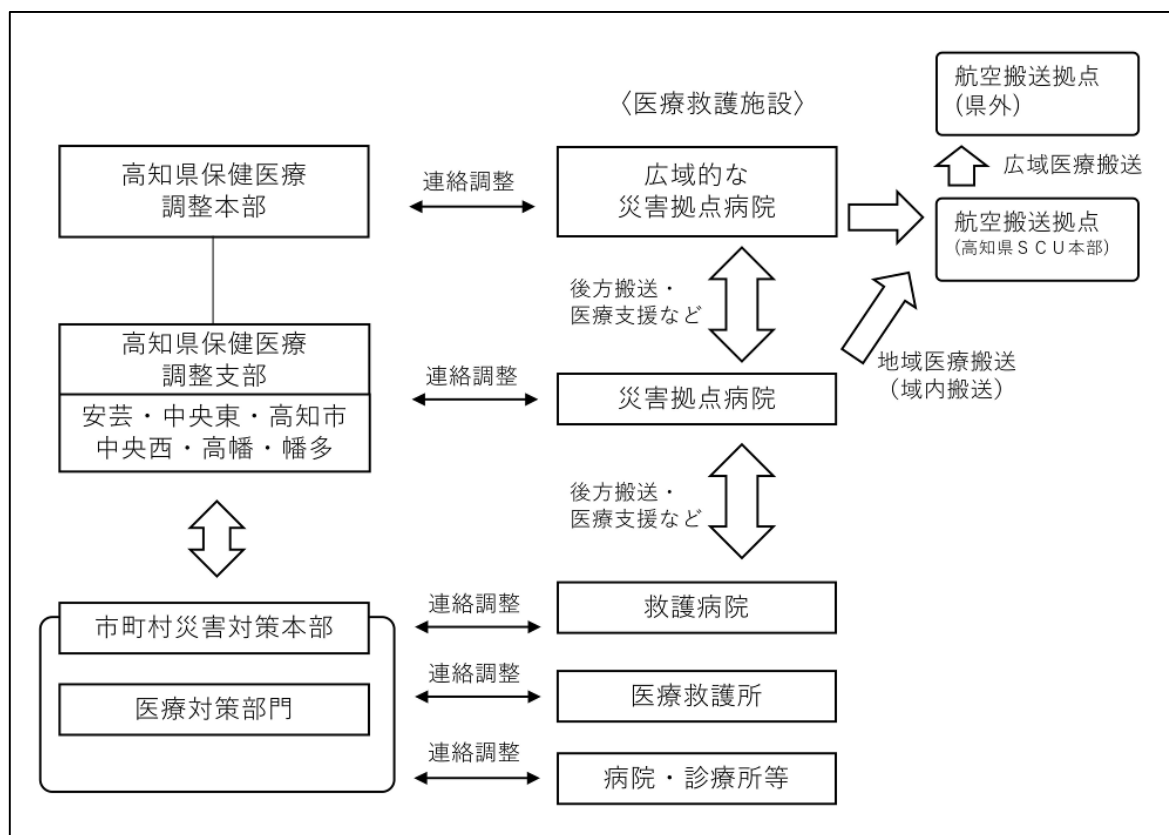 〈医療救護施設〉
航空搬送拠点
(県外)
広域医療搬送
高知県保健医療
調整本部
連絡調整
広域的な
災害拠点病院
航空搬送拠点
(高知県ＳＣＵ本部)
後方搬送・
医療支援など
地域医療搬送
（域内搬送）
高知県保健医療
調整支部
安芸・中央東・高知市
中央西・高幡・幡多
連絡調整
災害拠点病院
後方搬送・
医療支援など
市町村災害対策本部
連絡調整
救護病院
医療対策部門
連絡調整
医療救護所
連絡調整
病院・診療所等